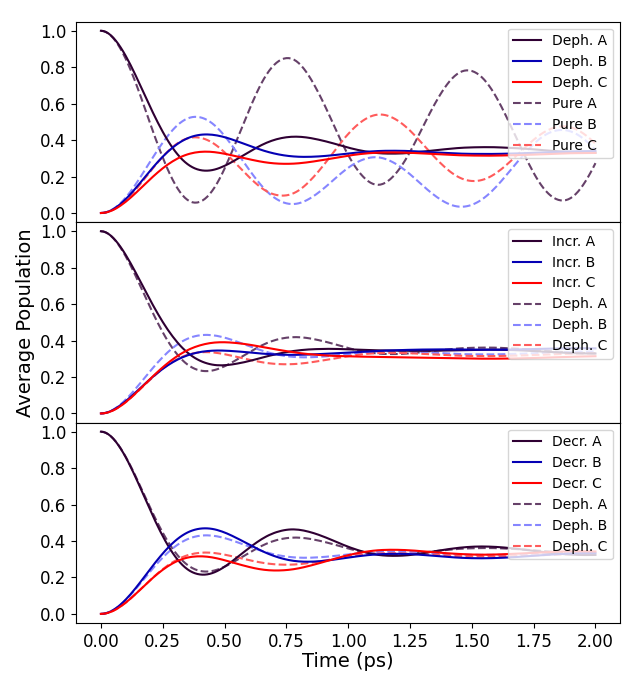 1.0
0.8
0.6
0.4
0.2
0.0
Deph. A
Deph. B
Deph. C
Pure A
Pure B
Pure C
1.0
0.8
0.6
0.4
0.2
0.0
Incr. A
Incr. B
Incr. C
Deph. A
Deph. B
Deph. C
Average Population
1.0
0.8
0.6
0.4
0.2
0.0
Decr. A
Decr. B
Decr. C
Deph. A
Deph. B
Deph. C
0.00 0.25 0.50 0.75 1.00 1.25 1.50 1.75 2.00
Time (ps)